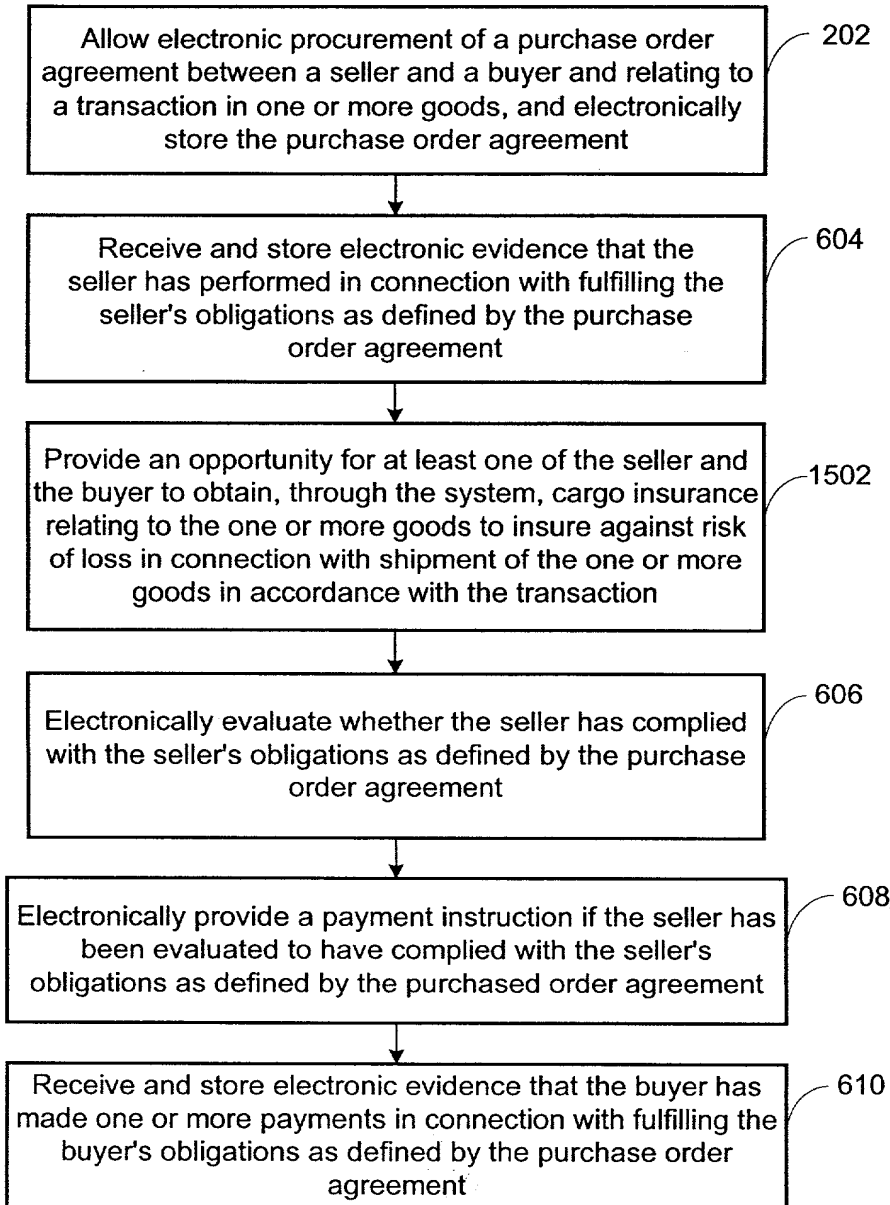 Allow electronic procurement of a purchase order
agreement between a seller and a buyer and relating to
a transaction in one or more goods, and electronically
store the purchase order agreement
202
Receive and store electronic evidence that the
seller has performed in connection with fulfilling the
seller's obligations as defined by the purchase
order agreement
604
Provide an opportunity for at least one of the seller and
the buyer to obtain, through the system, cargo insurance
relating to the one or more goods to insure against risk
of loss in connection with shipment of the one or more
goods in accordance with the transaction
1502
Electronically evaluate whether the seller has complied
with the seller's obligations as defined by the purchase
order agreement
606
Electronically provide a payment instruction if the seller has
been evaluated to have complied with the seller's
obligations as defined by the purchased order agreement
608
Receive and store electronic evidence that the buyer has
made one or more payments in connection with fulfilling the
buyer's obligations as defined by the purchase order
agreement
610